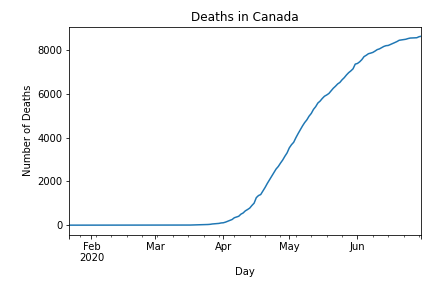 Deaths in Canada
Number of Deaths
8000
6000
4000
2000
0
Feb
2020
Mar
Apr
May
Jun
Day